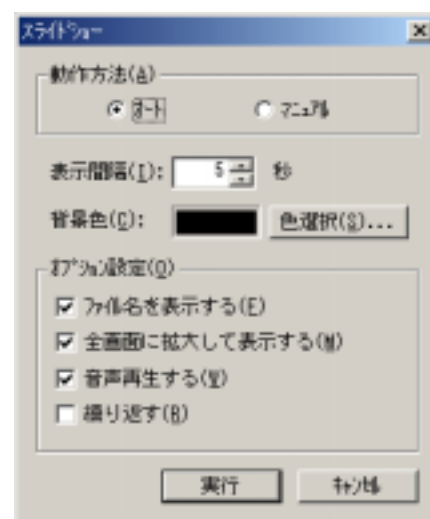 ｽﾗｲﾄﾞｼｮｰ
動作方法(A)
ｵｰﾄ ﾏﾆｭｱﾙ
表示間隔(I): 5 秒
背景色(C): 色選択(S)...
ｵﾌﾟｼｮﾝ設定(O)
ﾌｧｲﾙ名を表示する(F)
全画面に拡大して表示する(W)
音声再生する(V)
繰り返す(R)
実行 ｷｬﾝｾﾙ